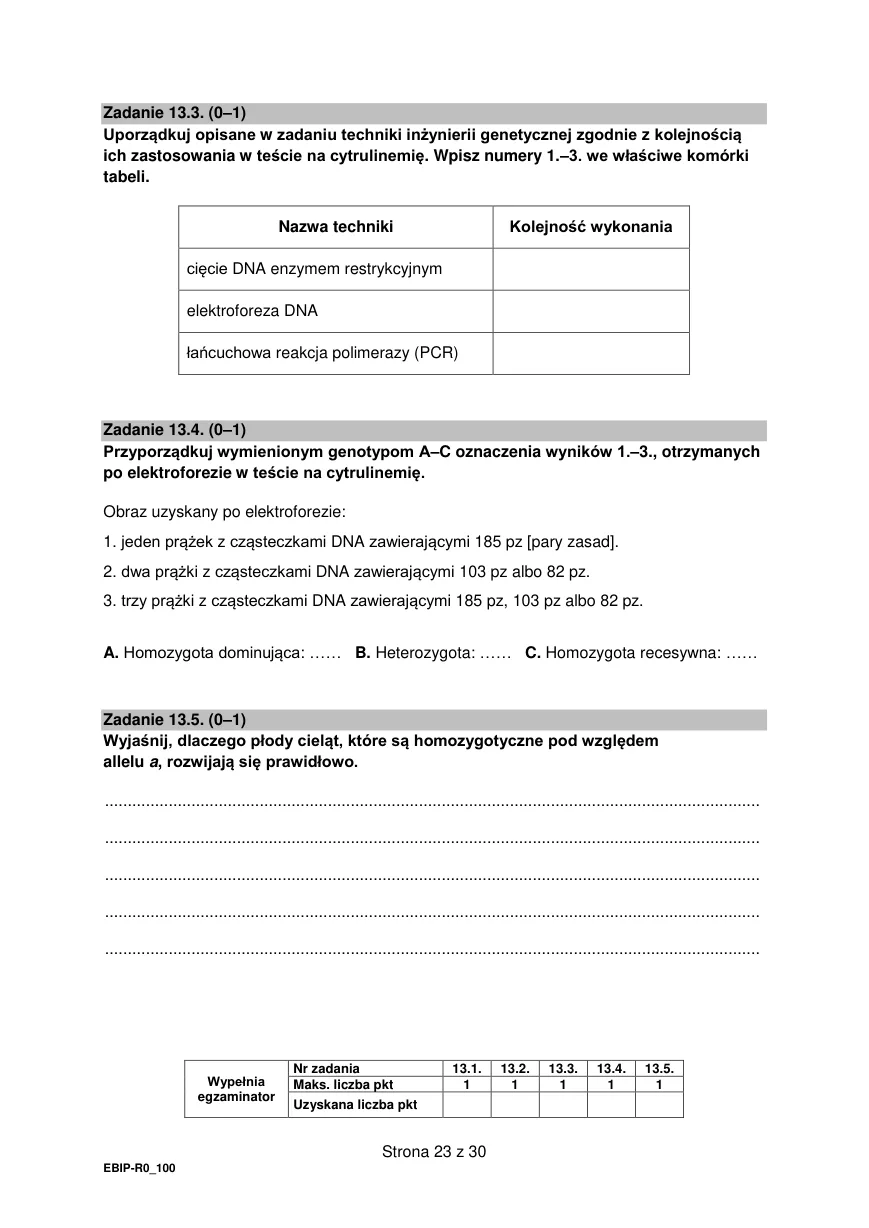 Zadanie 13.3. (0–1)
Uporządkuj opisane w zadaniu techniki inżynierii genetycznej zgodnie z kolejnością
ich zastosowania w teście na cytrulinemię. Wpisz numery 1.–3. we właściwe komórki
tabeli.
Nazwa techniki Kolejność wykonania
cięcie DNA enzymem restrykcyjnym
elektroforeza DNA
łańcuchowa reakcja polimerazy (PCR)
Zadanie 13.4. (0–1)
Przyporządkuj wymienionym genotypom A–C oznaczenia wyników 1.–3., otrzymanych
po elektroforezie w teście na cytrulinemię.
Obraz uzyskany po elektroforezie:
1. jeden prążek z cząsteczkami DNA zawierającymi 185 pz [pary zasad].
2. dwa prążki z cząsteczkami DNA zawierającymi 103 pz albo 82 pz.
3. trzy prążki z cząsteczkami DNA zawierającymi 185 pz, 103 pz albo 82 pz.
A. Homozygota dominująca: …… B. Heterozygota: …… C. Homozygota recesywna: ……
Zadanie 13.5. (0–1)
Wyjaśnij, dlaczego płody cieląt, które są homozygotyczne pod względem
allelu a, rozwijają się prawidłowo.
Wypełnia
egzaminator
Nr zadania 13.1. 13.2. 13.3. 13.4. 13.5.
Maks. liczba pkt 1 1 1 1 1
Uzyskana liczba pkt
Strona 23 z 30
EBIP-R0_100